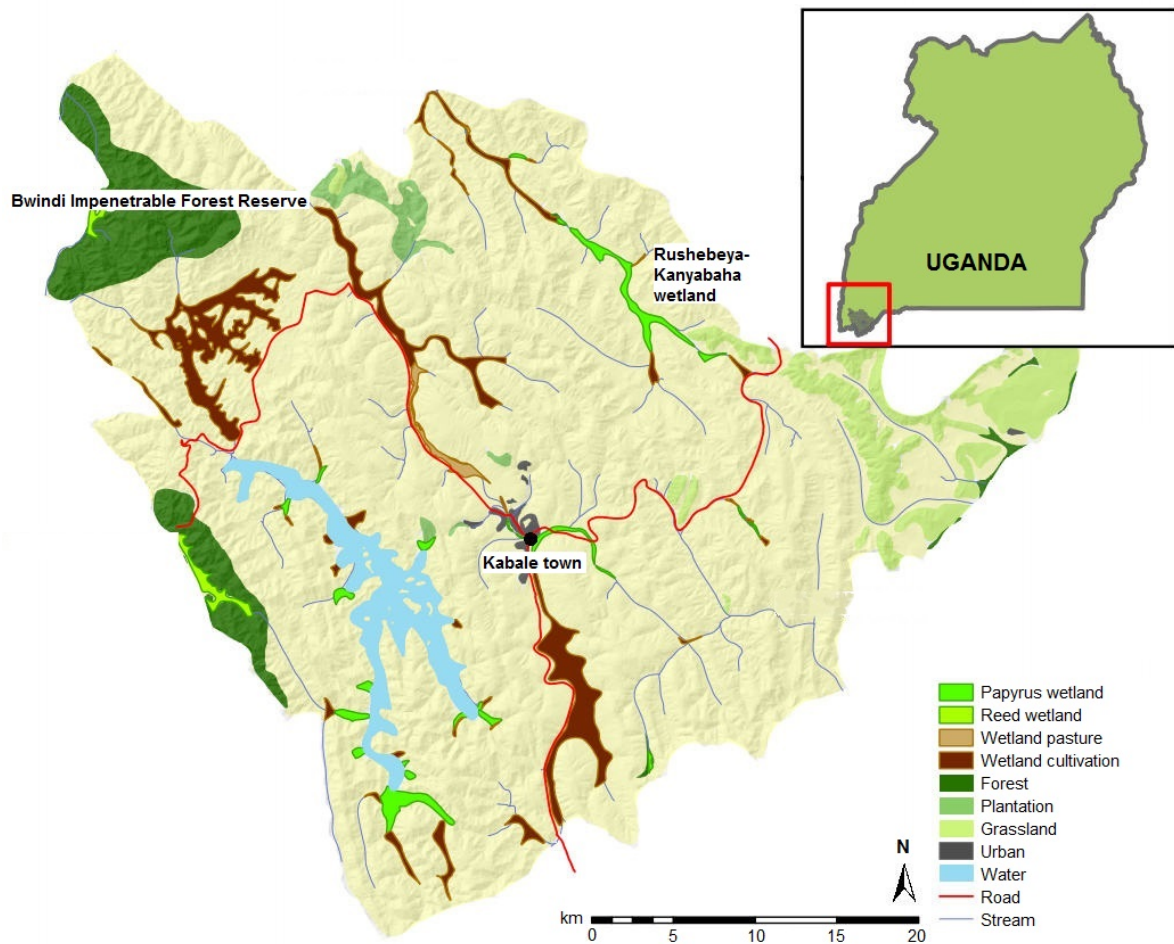 UGANDA
Bwindi Impenetrable Forest Reserve
Rushebeya-
Kanyabaha
wetland
Kabale town
Papyrus wetland
Reed wetland
Wetland pasture
Wetland cultivation
Forest
Plantation
Grassland
Urban
Water
Road
Stream
N
km
0 5 10 15 20